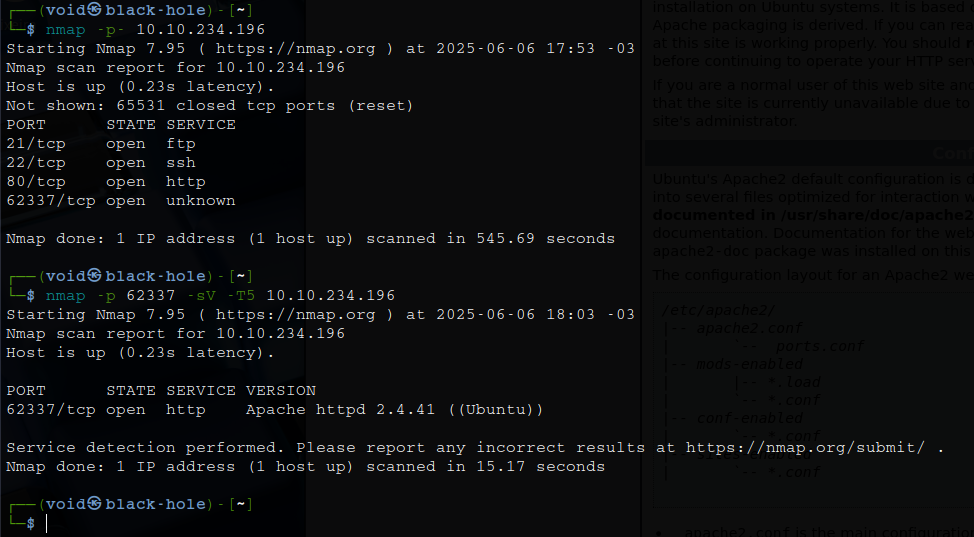 ┌──(void㉿black-hole)-[~]
└─$ nmap -p- 10.10.234.196
Starting Nmap 7.95 ( https://nmap.org ) at 2025-06-06 17:53 -03
Nmap scan report for 10.10.234.196
Host is up (0.23s latency).
Not shown: 65531 closed tcp ports (reset)
PORT      STATE SERVICE
21/tcp    open  ftp
22/tcp    open  ssh
80/tcp    open  http
62337/tcp open  unknown
Nmap done: 1 IP address (1 host up) scanned in 545.69 seconds
┌──(void㉿black-hole)-[~]
└─$ nmap -p 62337 -sV -T5 10.10.234.196
Starting Nmap 7.95 ( https://nmap.org ) at 2025-06-06 18:03 -03
Nmap scan report for 10.10.234.196
Host is up (0.23s latency).
PORT      STATE SERVICE VERSION
62337/tcp open  http    Apache httpd 2.4.41 ((Ubuntu))
Service detection performed. Please report any incorrect results at https://nmap.org/submit/ .
Nmap done: 1 IP address (1 host up) scanned in 15.17 seconds
┌──(void㉿black-hole)-[~]
└─$
installation on Ubuntu systems. It is based
Apache packaging is derived. If you can
at this site is working properly. You should
before continuing to operate your HTTP
If you are a normal user of this web site
that the site is currently unavailable due to
site's administrator.
Ubuntu's Apache2 default configuration is
into several files optimized for interaction
documented in /usr/share/doc/apache2
documentation. Documentation for the web
apache2-doc package was installed on this
The configuration layout for an Apache2
/etc/apache2/
|-- apache2.conf
|       `--  ports.conf
|-- mods-enabled
|       |-- *.load
|       `-- *.conf
|-- conf-enabled
|       `-- *.conf
`-- *.conf
apache2.conf is the main